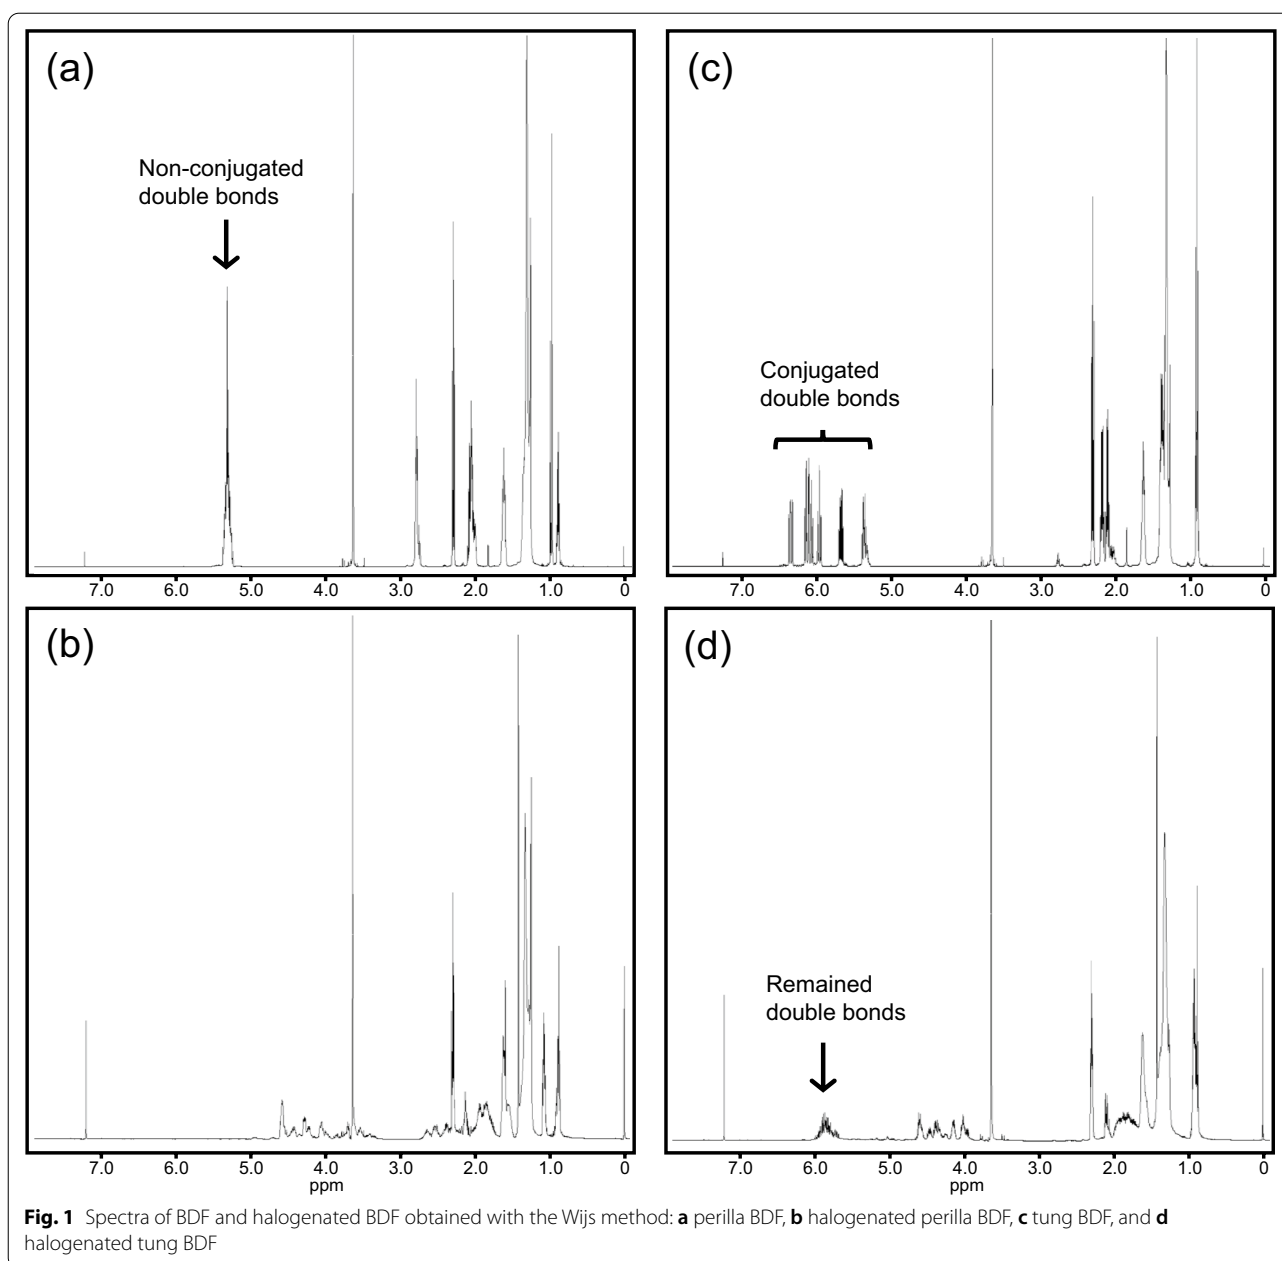 (a)
Non-conjugated
double bonds
7.0 6.0 5.0 4.0 3.0 2.0 1.0 0
(c)
Conjugated
double bonds
7.0 6.0 5.0 4.0 3.0 2.0 1.0 0
(b)
7.0 6.0 5.0 4.0 3.0 2.0 1.0 0
ppm
(d)
Remained
double bonds
7.0 6.0 5.0 4.0 3.0 2.0 1.0 0
ppm
Fig. 1 Spectra of BDF and halogenated BDF obtained with the Wijs method: a perilla BDF, b halogenated perilla BDF, c tung BDF, and d
halogenated tung BDF